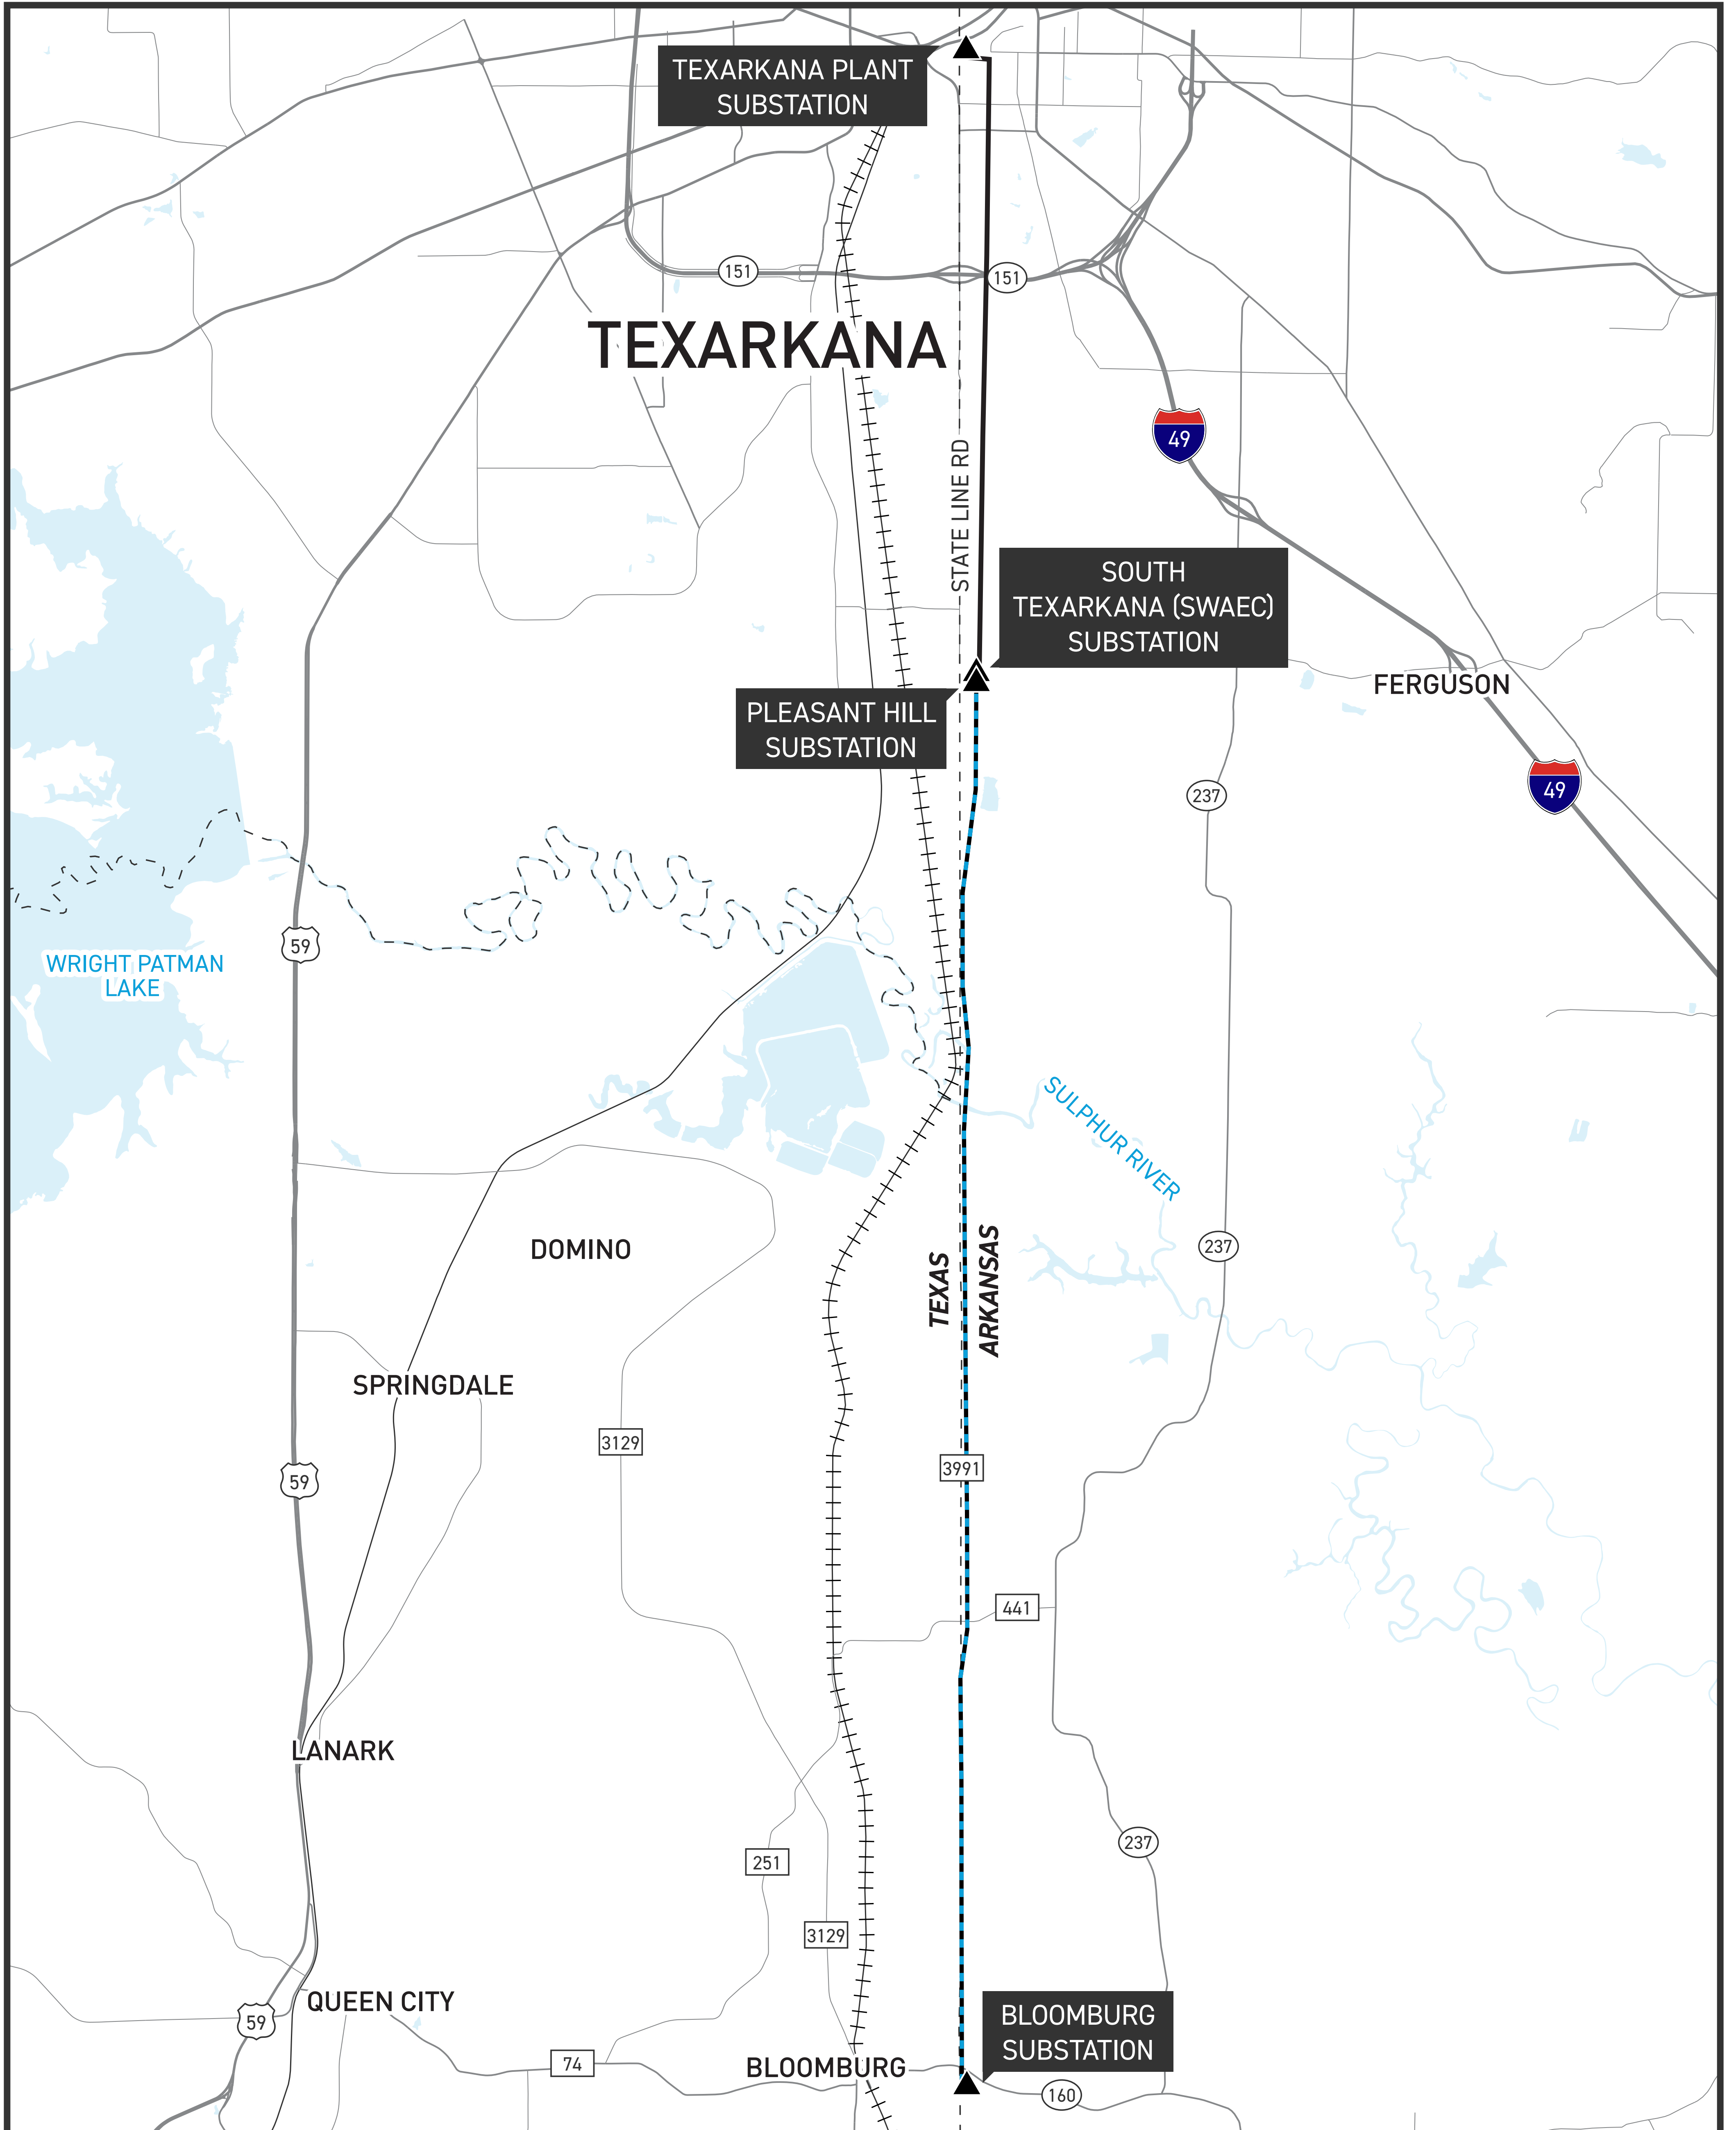 TEXARKANA PLANT
SUBSTATION
151
151
TEXARKANA
49
STATE LINE RD
SOUTH
TEXARKANA (SWAEC)
SUBSTATION
FERGUSON
PLEASANT HILL
SUBSTATION
49
237
59
WRIGHT PATMAN
LAKE
SULPHUR RIVER
DOMINO
TEXAS
ARKANSAS
237
SPRINGDALE
3129
3991
59
441
LANARK
237
251
3129
QUEEN CITY
59
BLOOMBURG
SUBSTATION
74
BLOOMBURG
160